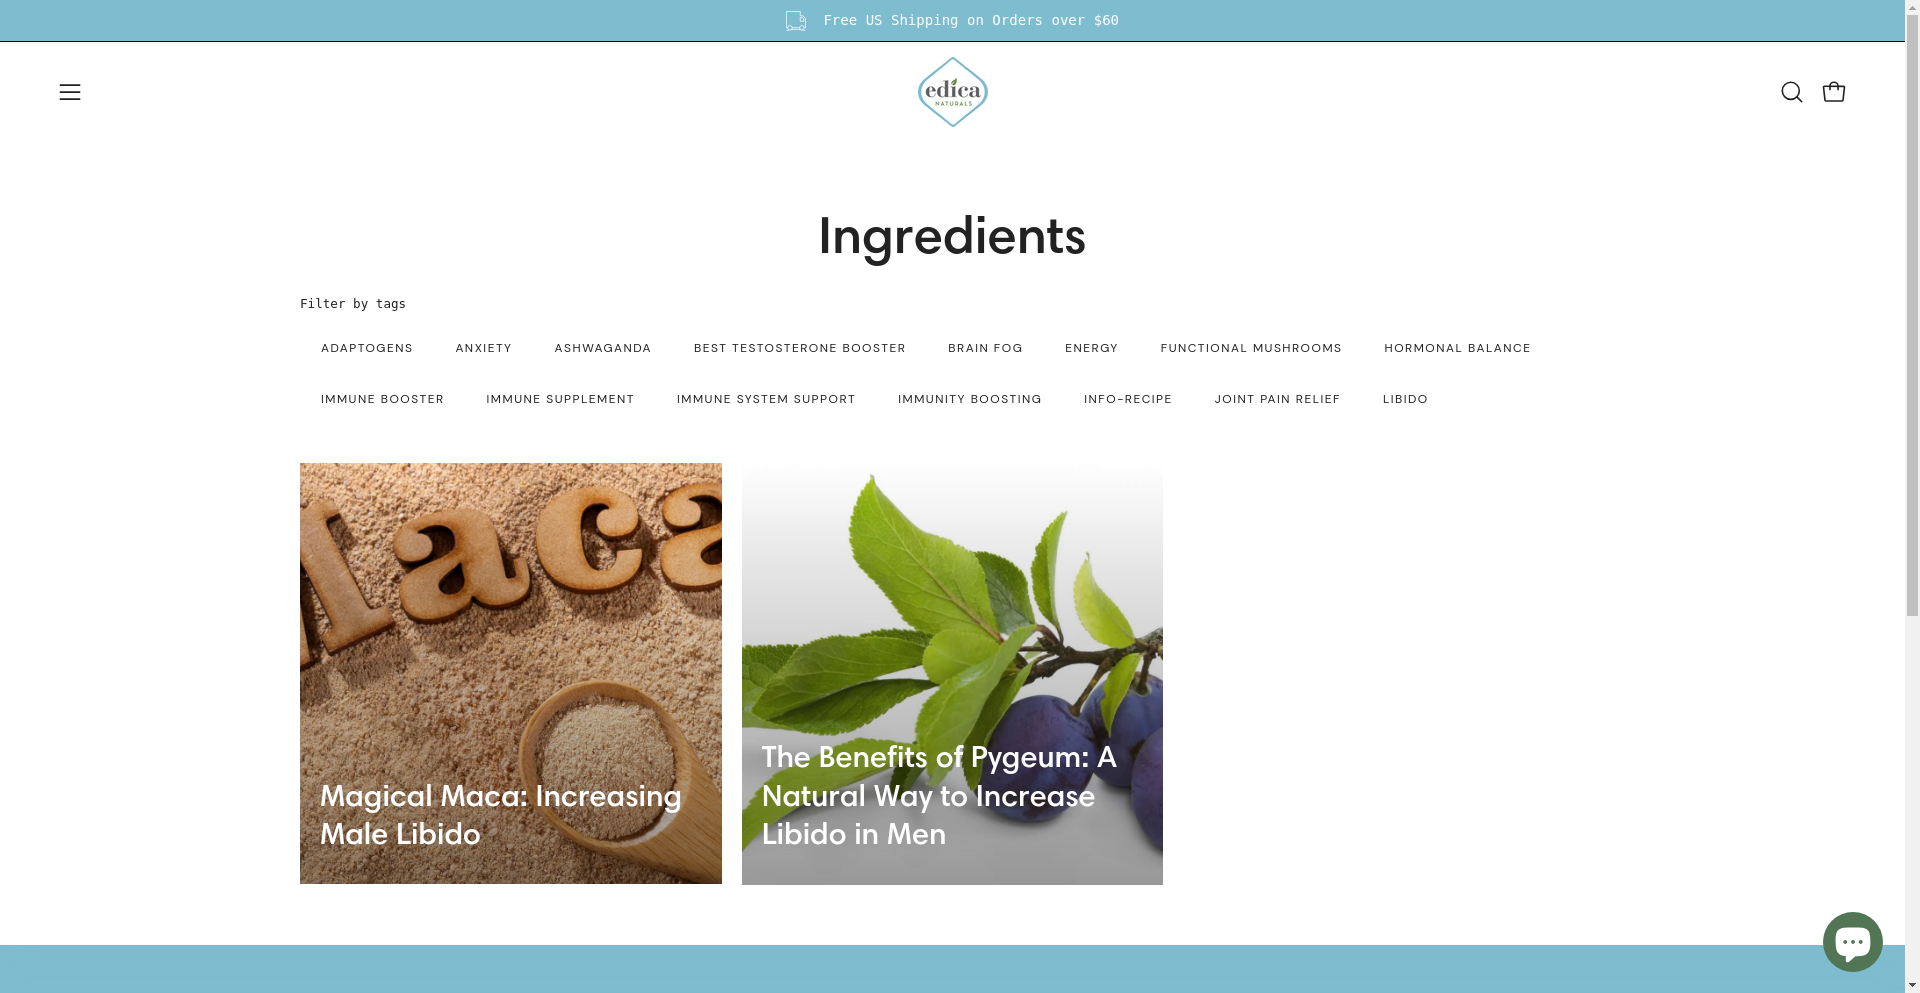 Free US Shipping on Orders over $60
edica
NATURALS
Ingredients
Filter by tags
ADAPTOGENS ANXIETY ASHWAGANDA BEST TESTOSTERONE BOOSTER BRAIN FOG ENERGY FUNCTIONAL MUSHROOMS HORMONAL BALANCE
IMMUNE BOOSTER IMMUNE SUPPLEMENT IMMUNE SYSTEM SUPPORT IMMUNITY BOOSTING INFO-RECIPE JOINT PAIN RELIEF LIBIDO
Maca
Magical Maca: Increasing
Male Libido
The Benefits of Pygeum: A
Natural Way to Increase
Libido in Men